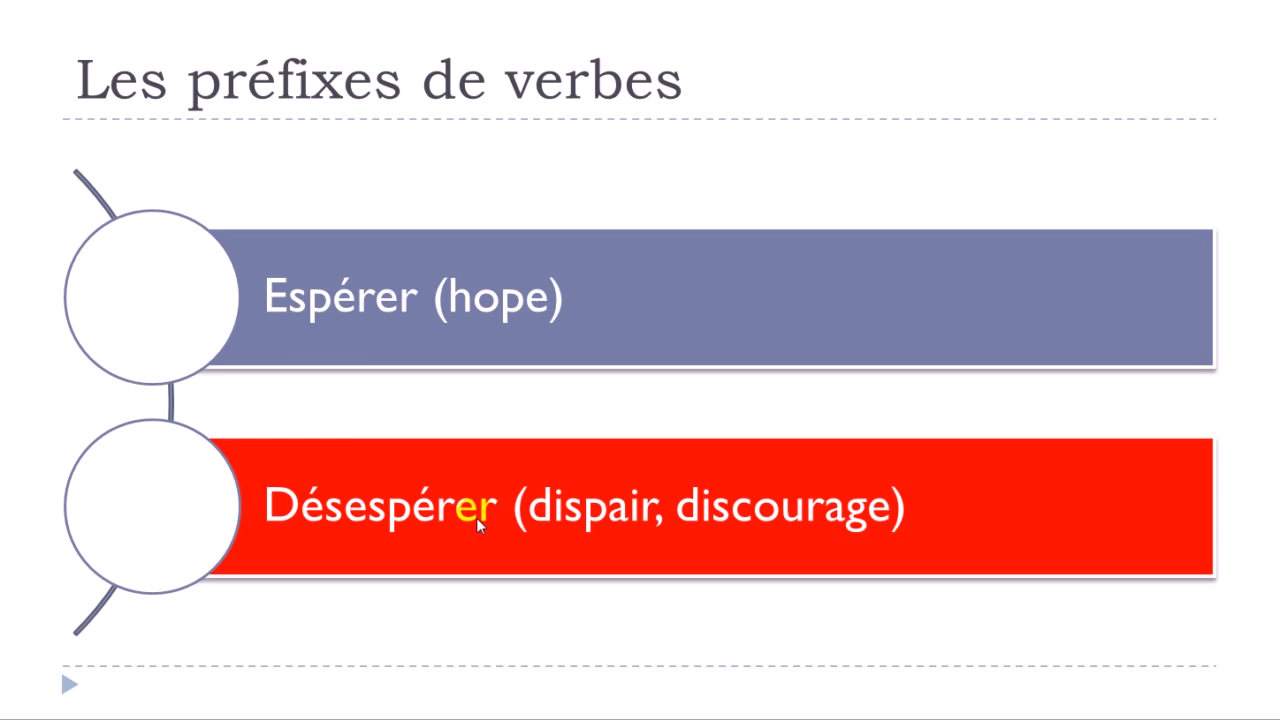 Les préfixes de verbes
Espérer (hope)
Désespérer (dispair, discourage)